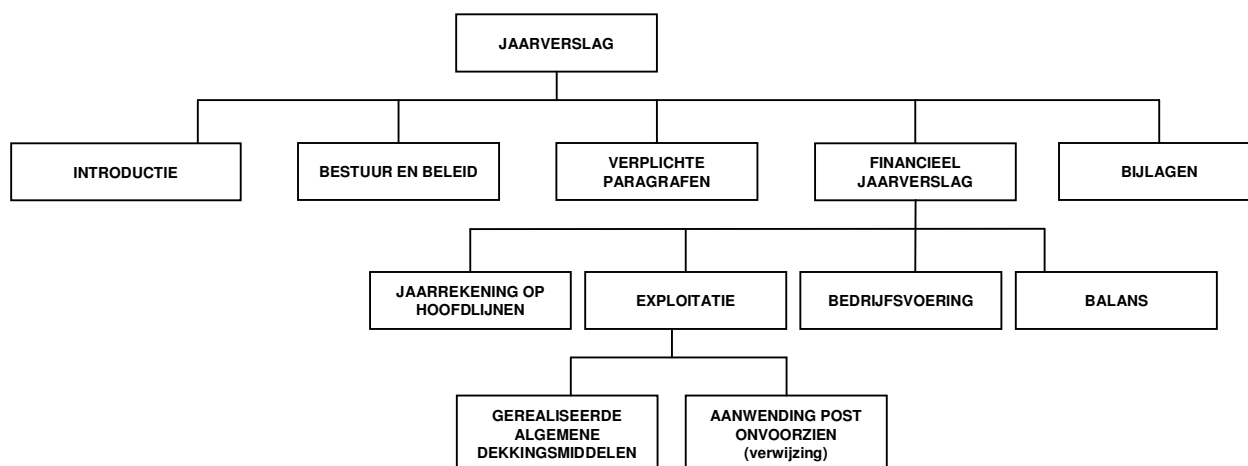 JAARVERSLAG
INTRODUCTIE
BESTUUR EN BELEID
VERPLICHTE
PARAGRAFEN
FINANCIEEL
JAARVERSLAG
BIJLAGEN
JAARREKENING OP
HOOFDLIJNEN
EXPLOITATIE
BEDRIJFSVOERING
BALANS
GEREALISEERDE
ALGEMENE
DEKKINGSMIDDELEN
AANWENDING POST
ONVOORZIEN
(verwijzing)